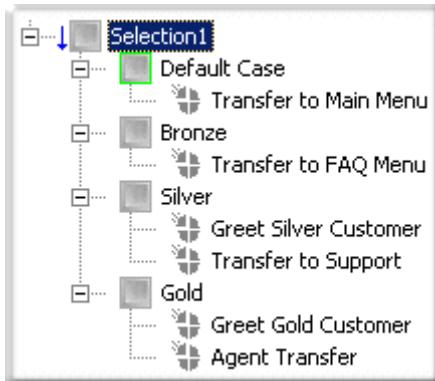 Selection1
Default Case
Transfer to Main Menu
Bronze
Transfer to FAQ Menu
Silver
Greet Silver Customer
Transfer to Support
Gold
Greet Gold Customer
Agent Transfer